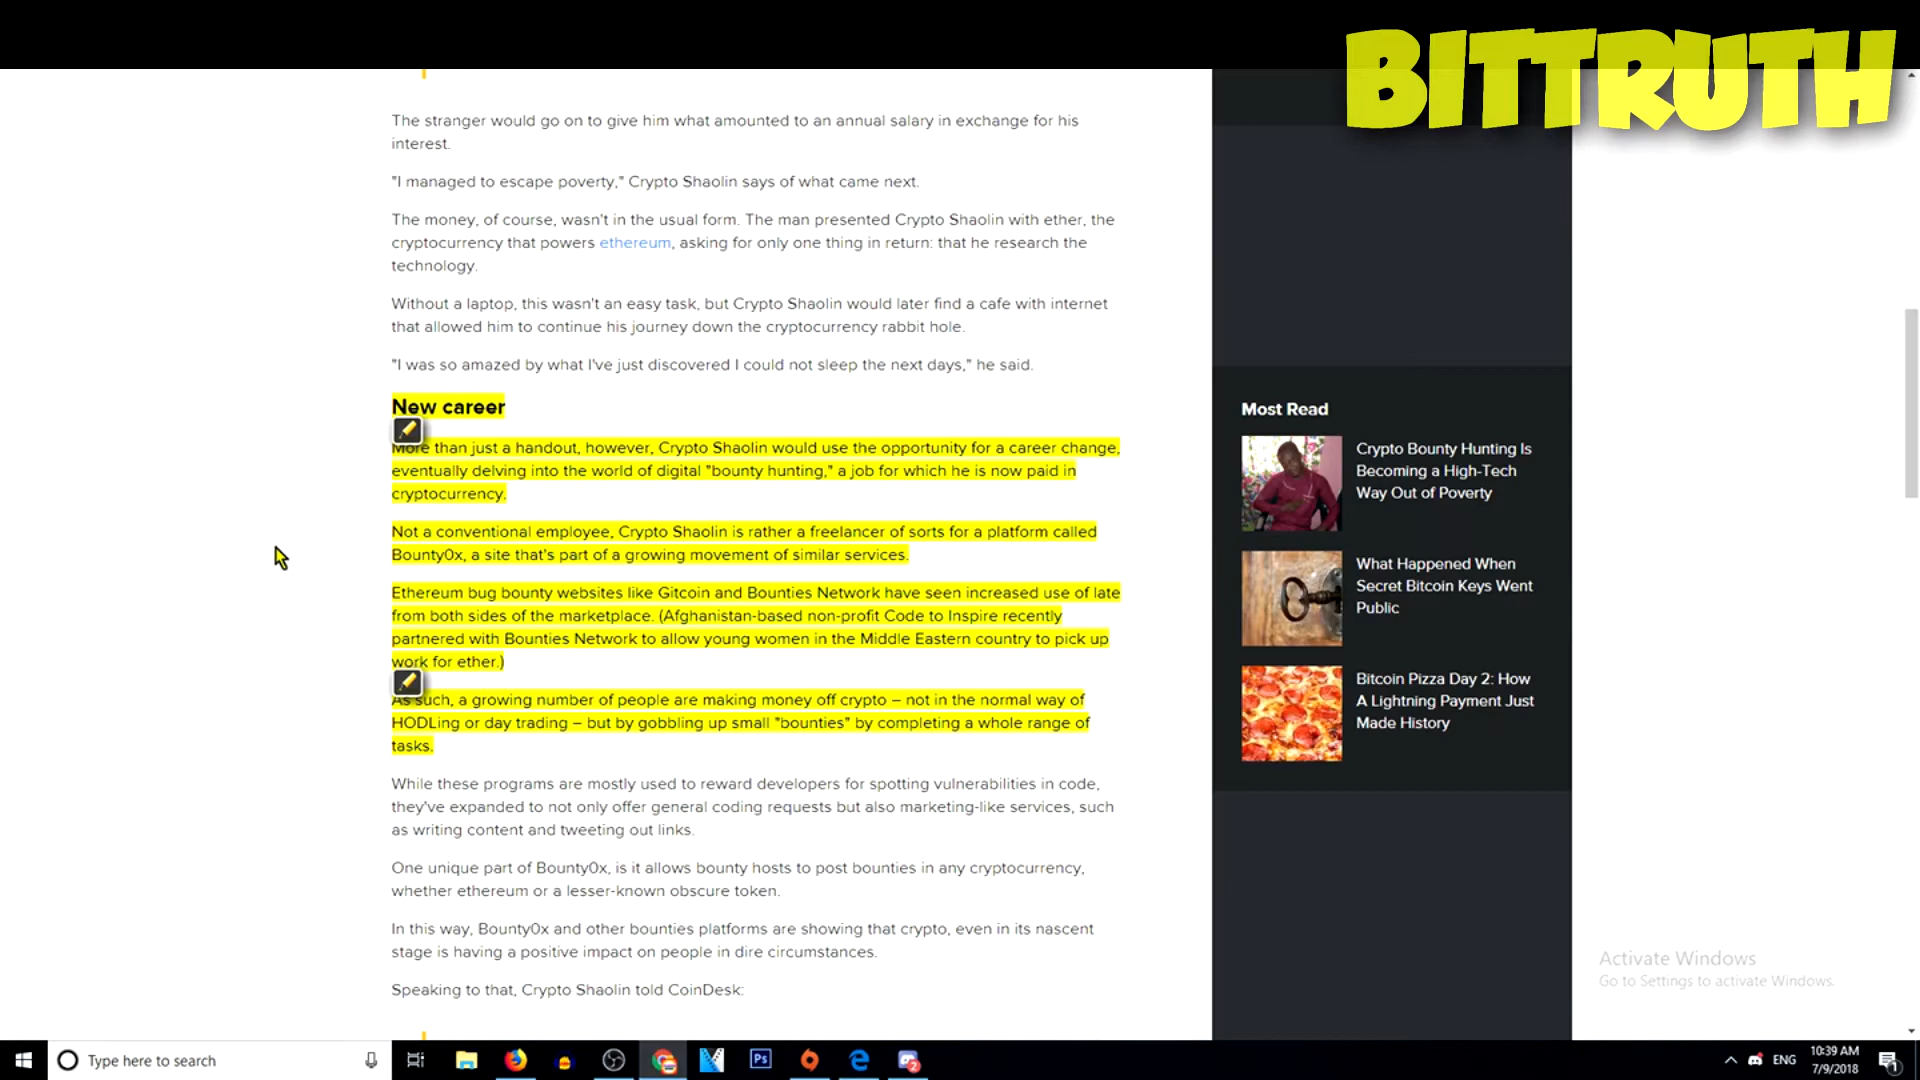 BITTRUTH
The stranger would go on to give him what amounted to an annual salary in exchange for his
interest.
"I managed to escape poverty," Crypto Shaolin says of what came next.
The money, of course, wasn't in the usual form. The man presented Crypto Shaolin with ether, the
cryptocurrency that powers ethereum, asking for only one thing in return: that he research the
technology.
Without a laptop, this wasn't an easy task, but Crypto Shaolin would later find a cafe with internet
that allowed him to continue his journey down the cryptocurrency rabbit hole.
"I was so amazed by what I've just discovered I could not sleep the next days," he said.
New career
More than just a handout, however, Crypto Shaolin would use the opportunity for a career change,
eventually delving into the world of digital "bounty hunting," a job for which he is now paid in
cryptocurrency.
Not a conventional employee, Crypto Shaolin is rather a freelancer of sorts for a platform called
Bounty0x, a site that's part of a growing movement of similar services.
Ethereum bug bounty websites like Gitcoin and Bounties Network have seen increased use of late
from both sides of the marketplace. (Afghanistan-based non-profit Code to Inspire recently
partnered with Bounties Network to allow young women in the Middle Eastern country to pick up
work for ether.)
As such, a growing number of people are making money off crypto – not in the normal way of
HODLing or day trading – but by gobbling up small "bounties" by completing a whole range of
tasks.
While these programs are mostly used to reward developers for spotting vulnerabilities in code,
they've expanded to not only offer general coding requests but also marketing-like services, such
as writing content and tweeting out links.
One unique part of Bounty0x, is it allows bounty hosts to post bounties in any cryptocurrency,
whether ethereum or a lesser-known obscure token.
In this way, Bounty0x and other bounties platforms are showing that crypto, even in its nascent
stage is having a positive impact on people in dire circumstances.
Speaking to that, Crypto Shaolin told CoinDesk:
Most Read
Crypto Bounty Hunting Is
Becoming a High-Tech
Way Out of Poverty
What Happened When
Secret Bitcoin Keys Went
Public
Bitcoin Pizza Day 2: How
A Lightning Payment Just
Made History
Activate Windows
Go to Settings to activate Windows.
Type here to search
Ps
2
ENG
10:39 AM
7/9/2018
1